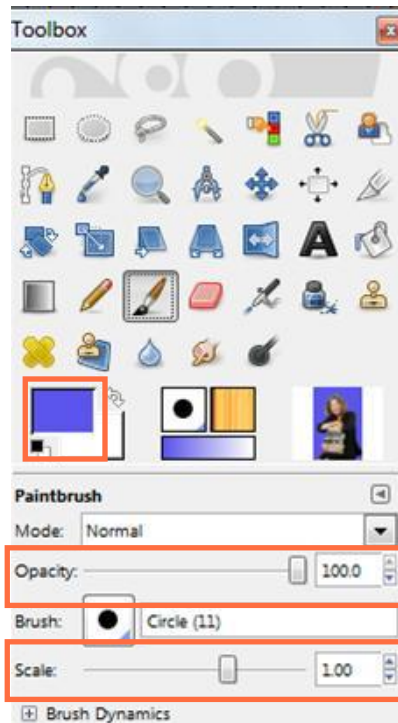 Toolbox
Paintbrush
Mode: Normal
Opacity: 100.0
Brush: Circle (11)
Scale: 1.00
Brush Dynamics